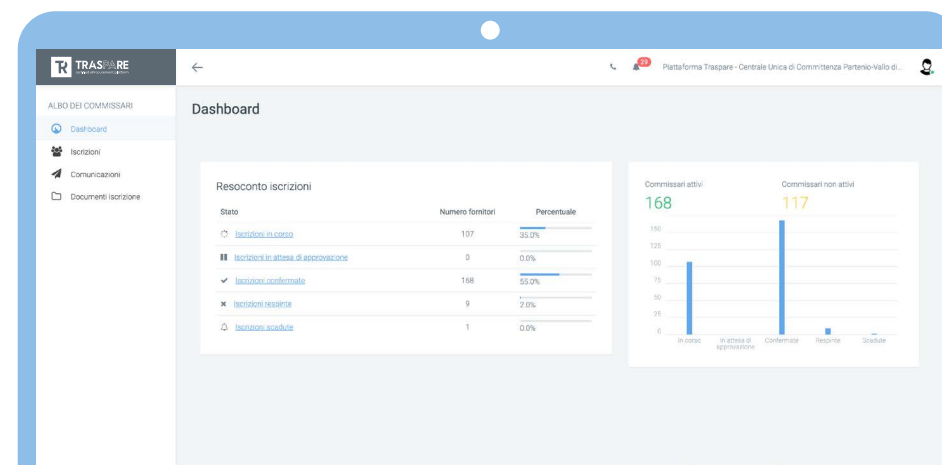 TRASPARE
29
Piattaforma Traspare - Centrale Unica di Committenza Partenio-Vallo di...
ALBO DEI COMMISSARI
Dashboard
Iscrizioni
Comunicazioni
Documenti iscrizione
Dashboard
Resoconto iscrizioni
Stato Numero fornitori Percentuale
Iscrizioni in corso 107 35.0%
Iscrizioni in attesa di approvazione 0 0.0%
Iscrizioni confermate 168 55.0%
Iscrizioni respinte 9 2.0%
Iscrizioni scadute 1 0.0%
Commissari attivi Commissari non attivi
168 117
150
125
100
75
50
25
0
In corso In attesa di approvazione Confermate Respinte Scadute